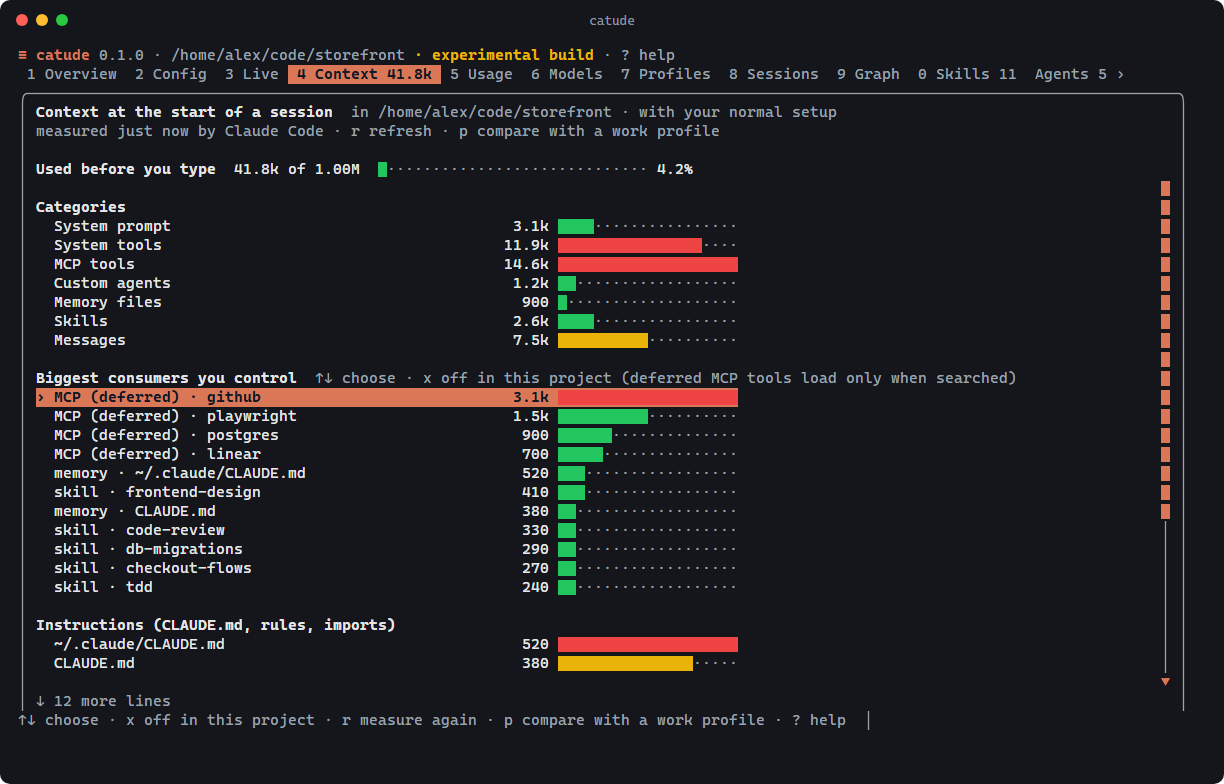 catude
≡ catude 0.1.0 · /home/alex/code/storefront · experimental build · ? help
1 Overview 2 Config 3 Live 4 Context 41.8k 5 Usage 6 Models 7 Profiles 8 Sessions 9 Graph 0 Skills 11 Agents 5 ›
Context at the start of a session in /home/alex/code/storefront · with your normal setup
measured just now by Claude Code · r refresh · p compare with a work profile
Used before you type 41.8k of 1.00M 4.2%
Categories
System prompt 3.1k
System tools 11.9k
MCP tools 14.6k
Custom agents 1.2k
Memory files 900
Skills 2.6k
Messages 7.5k
Biggest consumers you control ↑↓ choose · x off in this project (deferred MCP tools load only when searched)
› MCP (deferred) · github 3.1k
MCP (deferred) · playwright 1.5k
MCP (deferred) · postgres 900
MCP (deferred) · linear 700
memory · ~/.claude/CLAUDE.md 520
skill · frontend-design 410
memory · CLAUDE.md 380
skill · code-review 330
skill · db-migrations 290
skill · checkout-flows 270
skill · tdd 240
Instructions (CLAUDE.md, rules, imports)
~/.claude/CLAUDE.md 520
CLAUDE.md 380
↓ 12 more lines
↑↓ choose · x off in this project · r measure again · p compare with a work profile · ? help